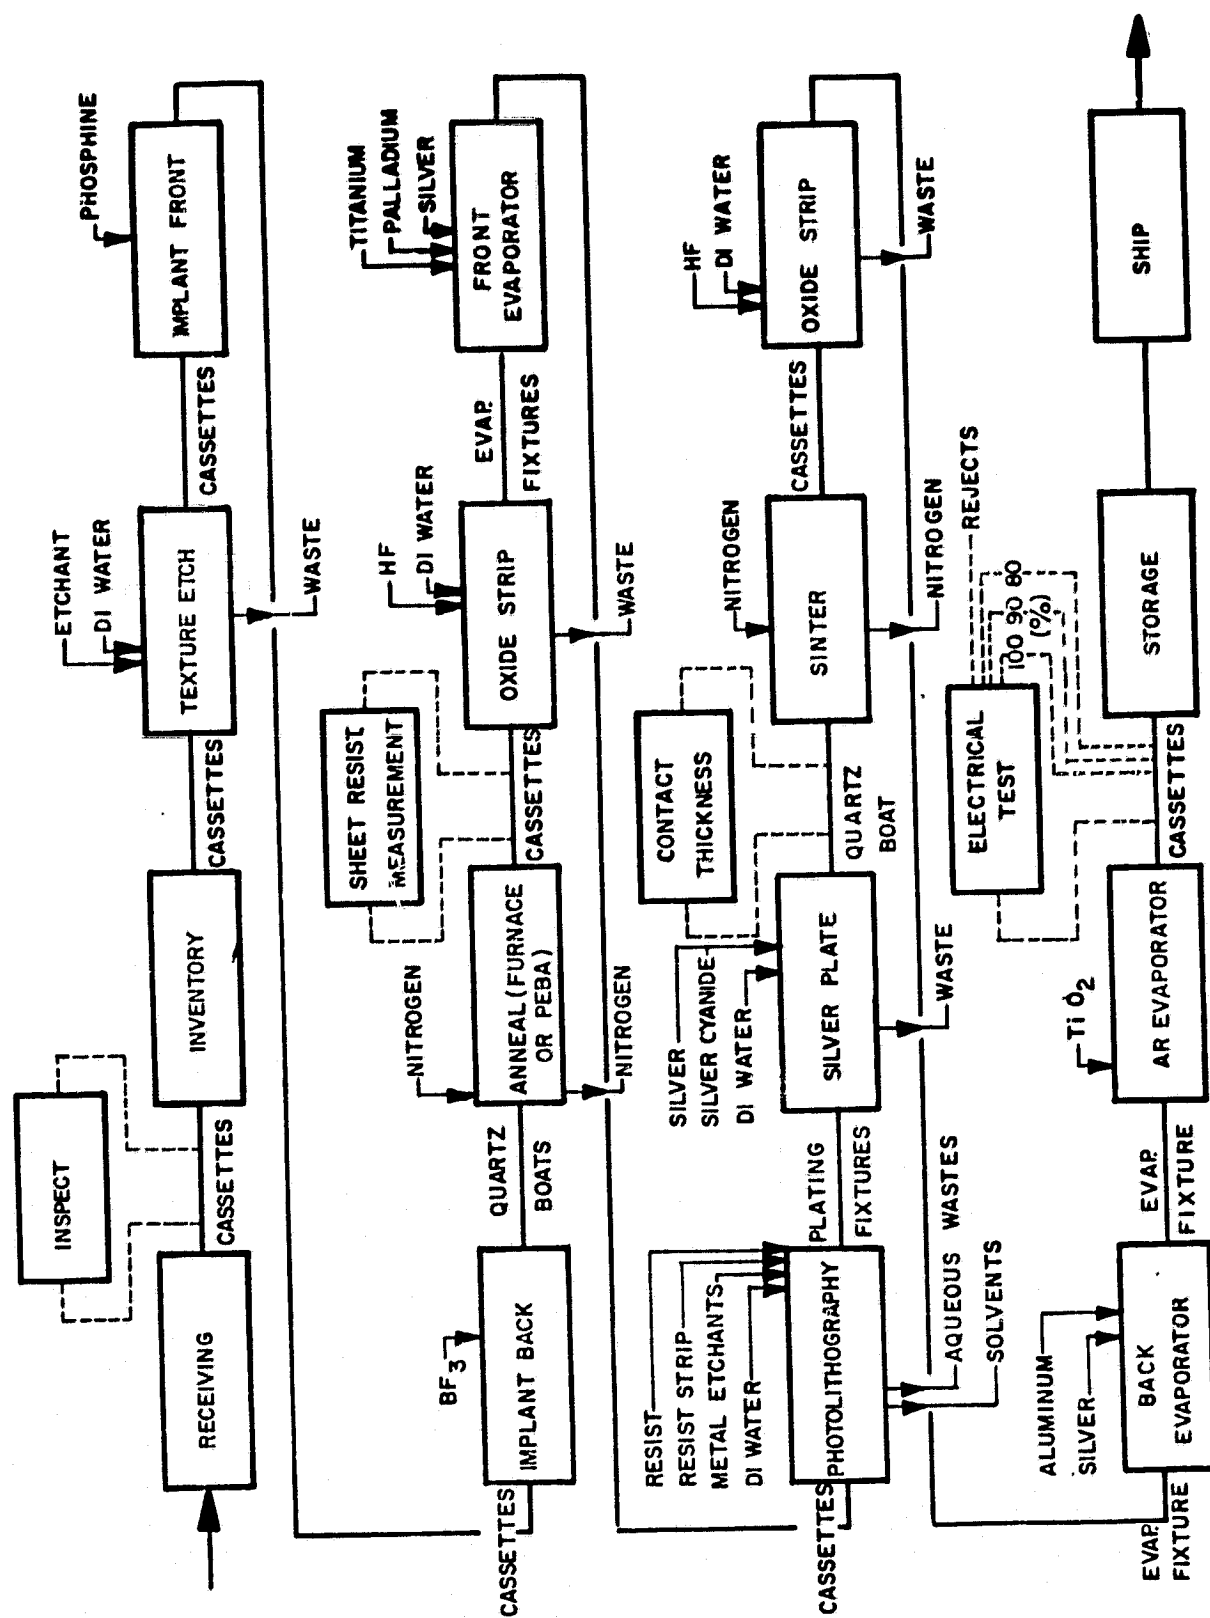 INSPECT
RECEIVING
CASSETTES
INVENTORY
CASSETTES
ETCHANT
DI WATER
TEXTURE ETCH
WASTE
CASSETTES
PHOSPHINE
IMPLANT FRONT
CASSETTES
BF3
IMPLANT BACK
QUARTZ
BOATS
NITROGEN
ANNEAL (FURNACE
OR PEBA)
NITROGEN
SHEET RESIST
MEASUREMENT
CASSETTES
HF
DI WATER
OXIDE STRIP
WASTE
EVAP.
FIXTURES
TITANIUM
PALLADIUM
SILVER
FRONT
EVAPORATOR
CASSETTES
RESIST
RESIST STRIP
METAL ETCHANTS
DI WATER
PHOTOLITHOGRAPHY
AQUEOUS WASTES
SOLVENTS
PLATING
FIXTURES
SILVER
SILVER CYANIDE
DI WATER
SILVER PLATE
WASTE
CONTACT
THICKNESS
QUARTZ
BOAT
NITROGEN
SINTER
NITROGEN
CASSETTES
HF
DI WATER
OXIDE STRIP
WASTE
EVAP.
FIXTURE
ALUMINUM
SILVER
BACK
EVAPORATOR
EVAP.
FIXTURE
TiO2
AR EVAPORATOR
CASSETTES
ELECTRICAL
TEST
REJECTS
100 90 80
(%)
STORAGE
SHIP